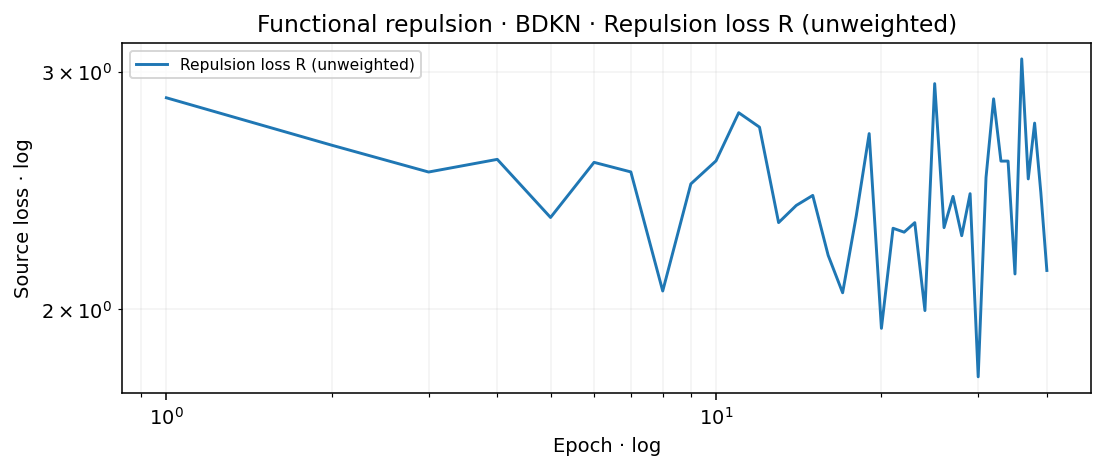 Functional repulsion · BDKN · Repulsion loss R (unweighted)
Repulsion loss R (unweighted)
3 × 10⁰
2 × 10⁰
Source loss · log
10⁰ 10¹
Epoch · log